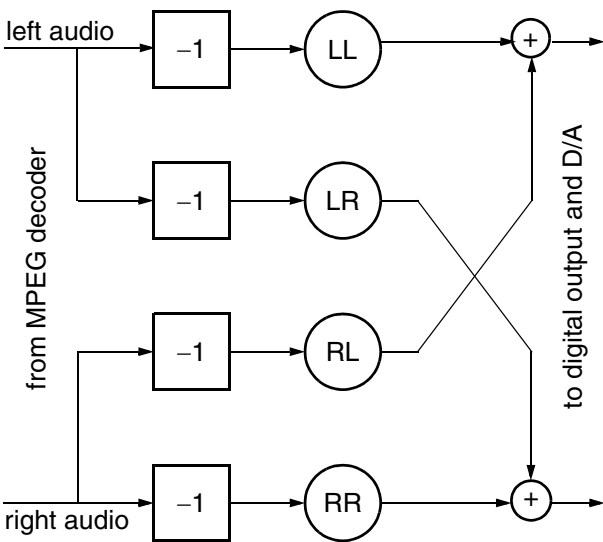 left audio
−1
LL
+
−1
LR
from MPEG decoder
to digital output and D/A
−1
RL
−1
RR
+
right audio